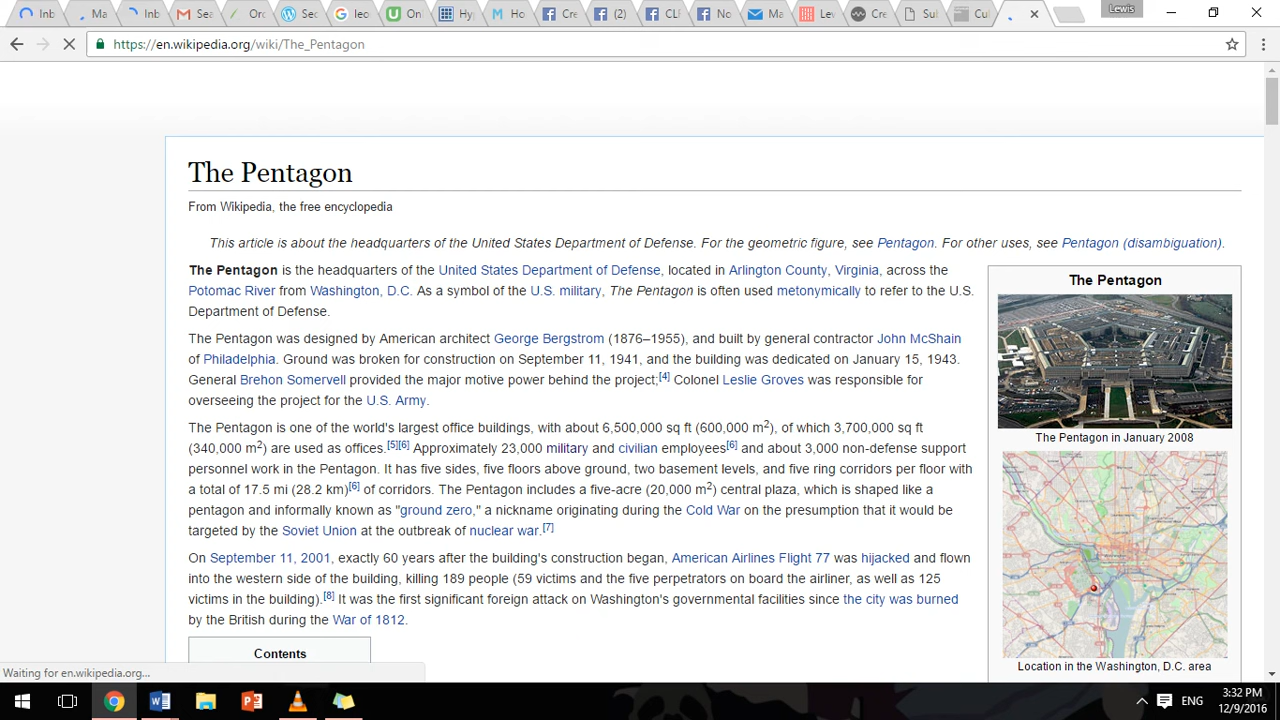 Inb Ma Inb Sea Orc Sec leo On Hyp Ho Cre (2) CLI No Ma Lev Cre Sul Cul Lewis
https://en.wikipedia.org/wiki/The_Pentagon
The Pentagon
From Wikipedia, the free encyclopedia
This article is about the headquarters of the United States Department of Defense. For the geometric figure, see Pentagon. For other uses, see Pentagon (disambiguation).
The Pentagon is the headquarters of the United States Department of Defense, located in Arlington County, Virginia, across the
Potomac River from Washington, D.C. As a symbol of the U.S. military, The Pentagon is often used metonymically to refer to the U.S.
Department of Defense.
The Pentagon was designed by American architect George Bergstrom (1876–1955), and built by general contractor John McShain
of Philadelphia. Ground was broken for construction on September 11, 1941, and the building was dedicated on January 15, 1943.
General Brehon Somervell provided the major motive power behind the project;[4] Colonel Leslie Groves was responsible for
overseeing the project for the U.S. Army.
The Pentagon is one of the world's largest office buildings, with about 6,500,000 sq ft (600,000 m2), of which 3,700,000 sq ft
(340,000 m2) are used as offices.[5][6] Approximately 23,000 military and civilian employees[6] and about 3,000 non-defense support
personnel work in the Pentagon. It has five sides, five floors above ground, two basement levels, and five ring corridors per floor with
a total of 17.5 mi (28.2 km)[6] of corridors. The Pentagon includes a five-acre (20,000 m2) central plaza, which is shaped like a
pentagon and informally known as "ground zero," a nickname originating during the Cold War on the presumption that it would be
targeted by the Soviet Union at the outbreak of nuclear war.[7]
On September 11, 2001, exactly 60 years after the building's construction began, American Airlines Flight 77 was hijacked and flown
into the western side of the building, killing 189 people (59 victims and the five perpetrators on board the airliner, as well as 125
victims in the building).[8] It was the first significant foreign attack on Washington's governmental facilities since the city was burned
by the British during the War of 1812.
Contents
The Pentagon
The Pentagon in January 2008
Location in the Washington, D.C. area
Waiting for en.wikipedia.org...
ENG
3:32 PM
12/9/2016